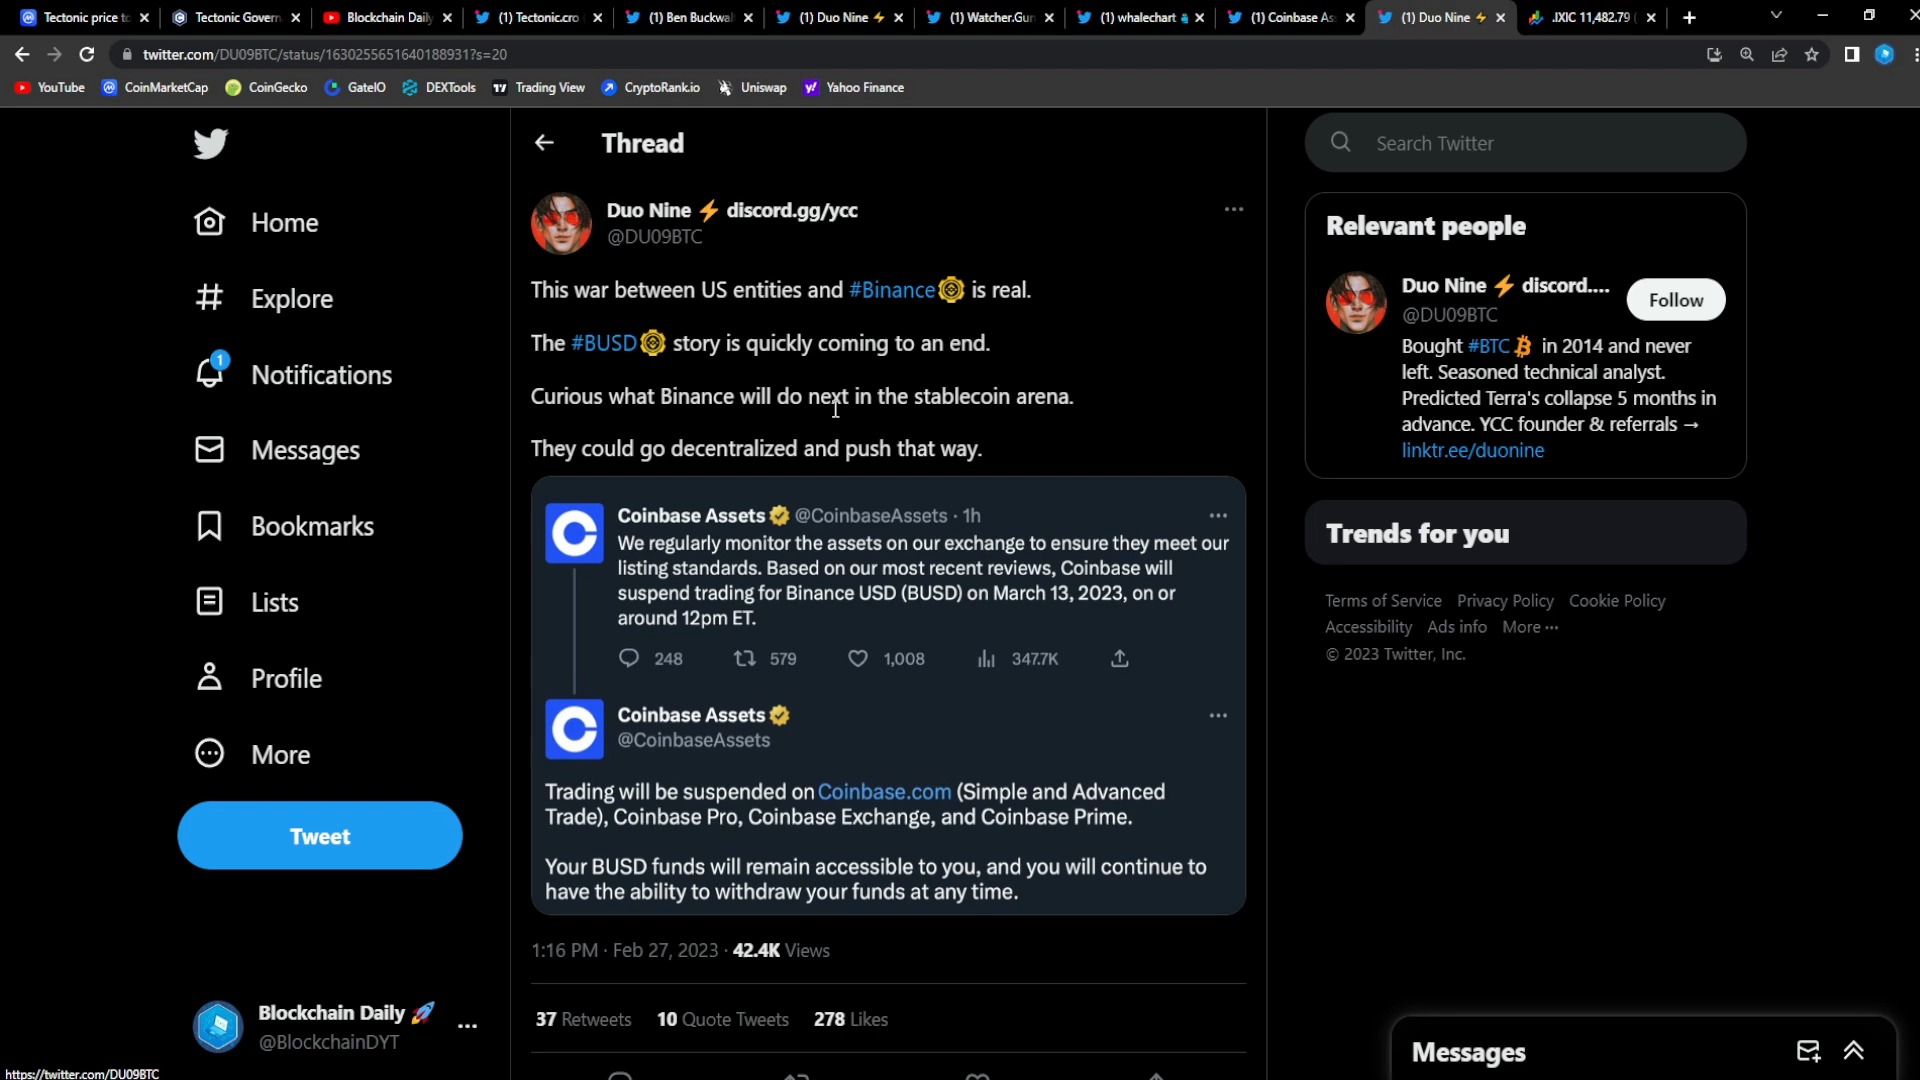 Tectonic price to
Tectonic Govern
Blockchain Daily
(1) Tectonic.cro
(1) Ben Buckwal
(1) Duo Nine
(1) Watcher.Gur
(1) whalechart
(1) Coinbase As
(1) Duo Nine
.IXIC 11,482.79 (
twitter.com/DU09BTC/status/1630255651640188931?s=20
YouTube
CoinMarketCap
CoinGecko
GateIO
DEXTools
Trading View
CryptoRank.io
Uniswap
Yahoo Finance
Home
Explore
1
Notifications
Messages
Bookmarks
Lists
Profile
More
Tweet
Blockchain Daily 🚀
@BlockchainDYT
https://twitter.com/DU09BTC
Thread
Duo Nine ⚡ discord.gg/ycc
@DU09BTC
This war between US entities and #Binance is real.
The #BUSD story is quickly coming to an end.
Curious what Binance will do next in the stablecoin arena.
They could go decentralized and push that way.
Coinbase Assets @CoinbaseAssets · 1h
We regularly monitor the assets on our exchange to ensure they meet our
listing standards. Based on our most recent reviews, Coinbase will
suspend trading for Binance USD (BUSD) on March 13, 2023, on or
around 12pm ET.
248 579 1,008 347.7K
Coinbase Assets
@CoinbaseAssets
Trading will be suspended on Coinbase.com (Simple and Advanced
Trade), Coinbase Pro, Coinbase Exchange, and Coinbase Prime.
Your BUSD funds will remain accessible to you, and you will continue to
have the ability to withdraw your funds at any time.
1:16 PM · Feb 27, 2023 · 42.4K Views
37 Retweets 10 Quote Tweets 278 Likes
Search Twitter
Relevant people
Duo Nine ⚡ discord....
@DU09BTC
Follow
Bought #BTC in 2014 and never
left. Seasoned technical analyst.
Predicted Terra's collapse 5 months in
advance. YCC founder & referrals →
linktr.ee/duonine
Trends for you
Terms of Service Privacy Policy Cookie Policy
Accessibility Ads info More ···
© 2023 Twitter, Inc.
Messages